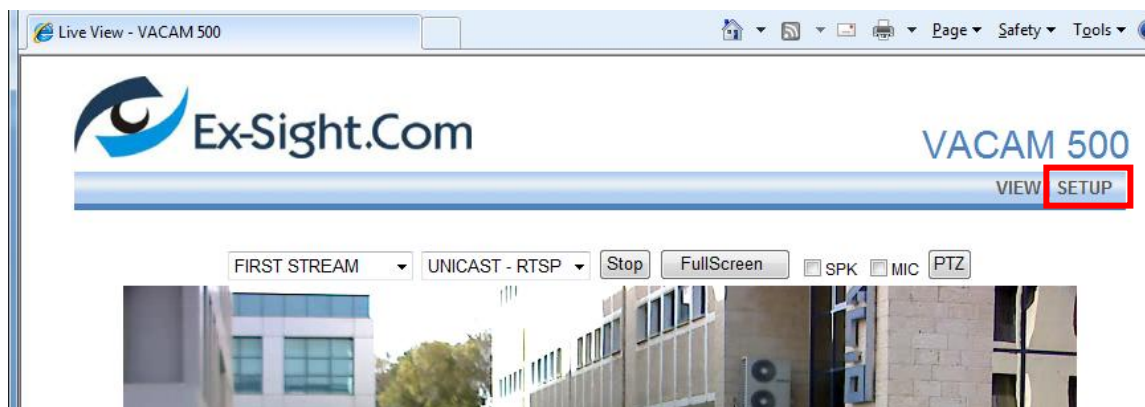 Live View - VACAM 500
Page Safety Tools
Ex-Sight.Com
VACAM 500
VIEW SETUP
FIRST STREAM UNICAST - RTSP Stop FullScreen SPK MIC PTZ